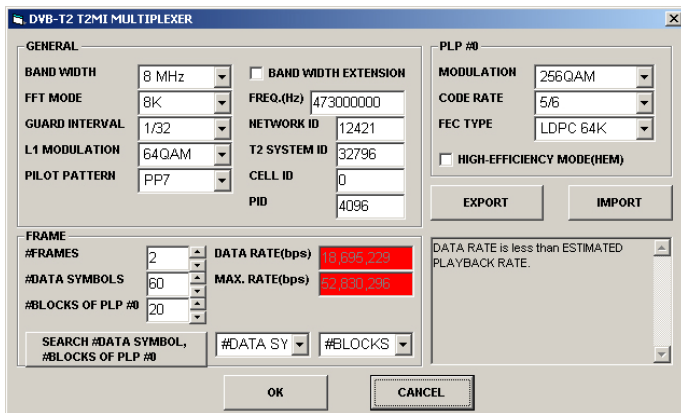 DVB-T2 T2MI MULTIPLEXER
GENERAL
BAND WIDTH 8 MHz
BAND WIDTH EXTENSION
FFT MODE 8K
FREQ.(Hz) 473000000
GUARD INTERVAL 1/32
NETWORK ID 12421
L1 MODULATION 64QAM
T2 SYSTEM ID 32796
PILOT PATTERN PP7
CELL ID 0
PID 4096
PLP #0
MODULATION 256QAM
CODE RATE 5/6
FEC TYPE LDPC 64K
HIGH-EFFICIENCY MODE(HEM)
EXPORT
IMPORT
FRAME
#FRAMES 2
DATA RATE(bps) 18,695,229
#DATA SYMBOLS 60
MAX. RATE(bps) 52,830,296
#BLOCKS OF PLP #0 20
SEARCH #DATA SYMBOL,
#BLOCKS OF PLP #0
#DATA SY
#BLOCKS
DATA RATE is less than ESTIMATED
PLAYBACK RATE.
OK
CANCEL